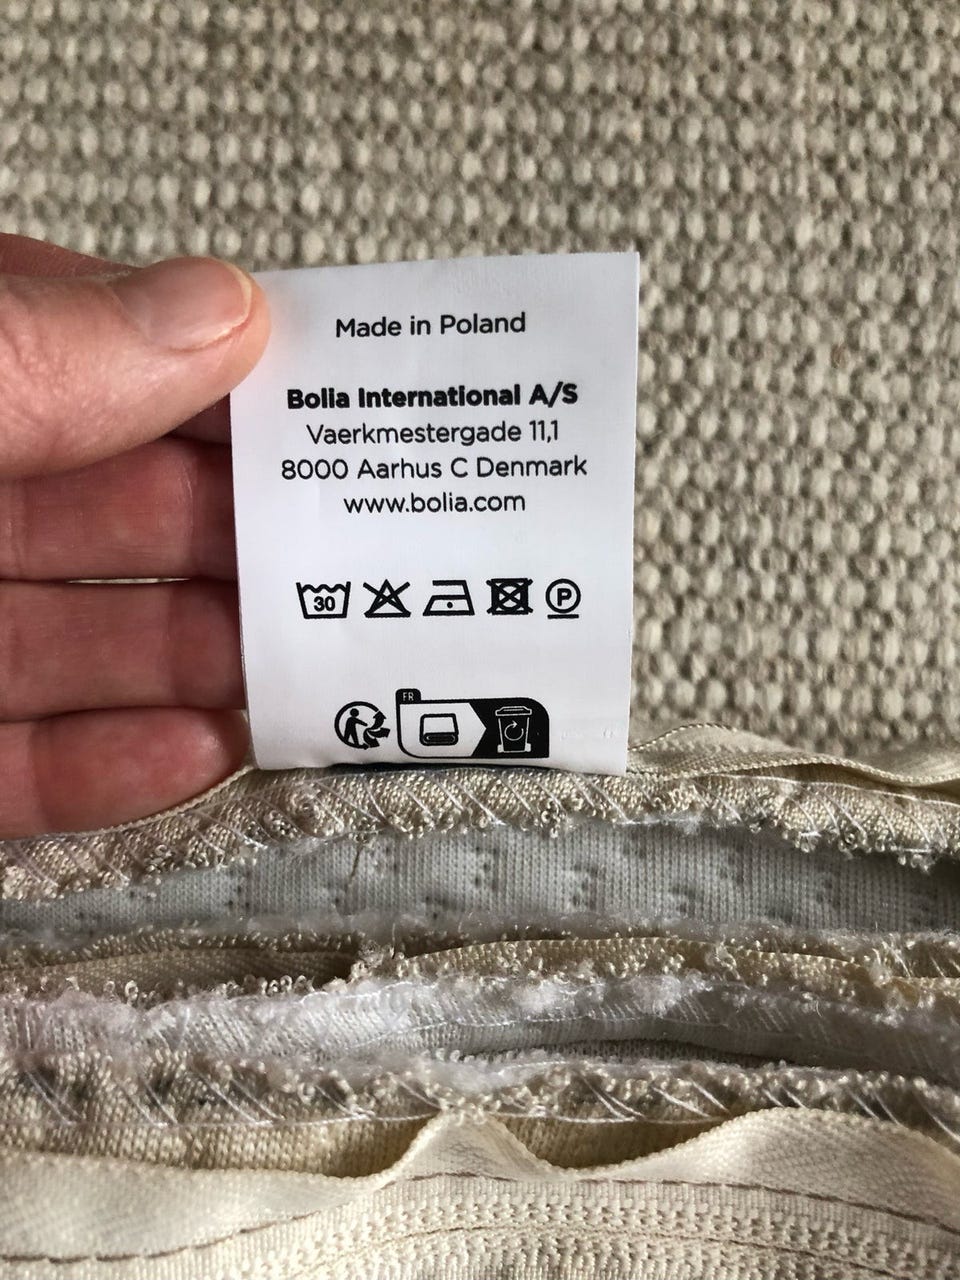 Made in Poland
Bolia International A/S
Vaerkmestergade 11,1
8000 Aarhus C Denmark
www.bolia.com
30
P
FR